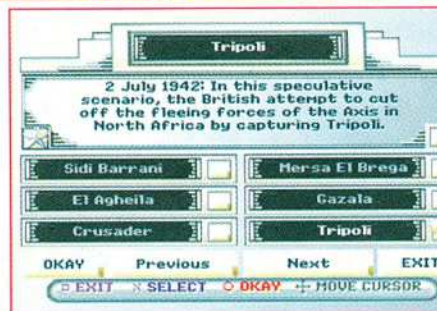 Tripoli
2 July 1942: In this speculative
scenario, the British attempt to cut
off the fleeing forces of the Axis in
North Africa by capturing Tripoli.
Sidi Barrani Mersa El Brega
El Agheila Gazala
Crusader Tripoli
OKAY Previous Next EXIT
□ EXIT × SELECT ○ OKAY MOVE CURSOR